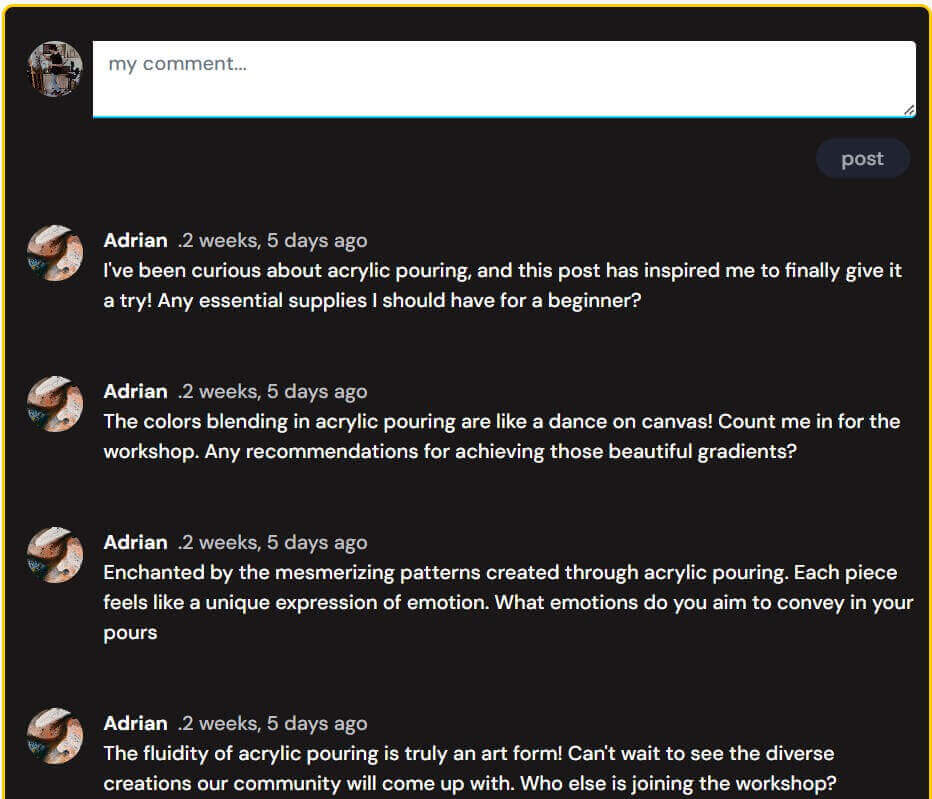 my comment...
post
Adrian .2 weeks, 5 days ago
I've been curious about acrylic pouring, and this post has inspired me to finally give it
a try! Any essential supplies I should have for a beginner?
Adrian .2 weeks, 5 days ago
The colors blending in acrylic pouring are like a dance on canvas! Count me in for the
workshop. Any recommendations for achieving those beautiful gradients?
Adrian .2 weeks, 5 days ago
Enchanted by the mesmerizing patterns created through acrylic pouring. Each piece
feels like a unique expression of emotion. What emotions do you aim to convey in your
pours
Adrian .2 weeks, 5 days ago
The fluidity of acrylic pouring is truly an art form! Can't wait to see the diverse
creations our community will come up with. Who else is joining the workshop?